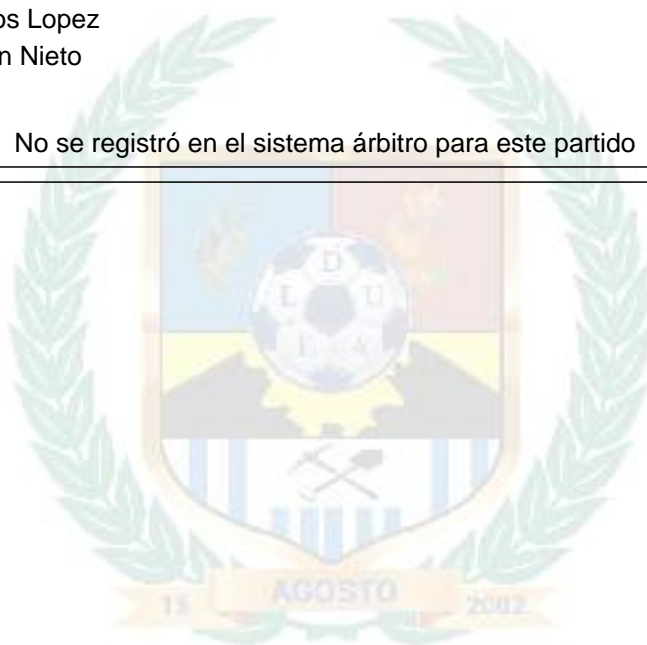 os Lopez
n Nieto
No se registró en el sistema árbitro para este partido
D
L U
E A
15 AGOSTO 2002